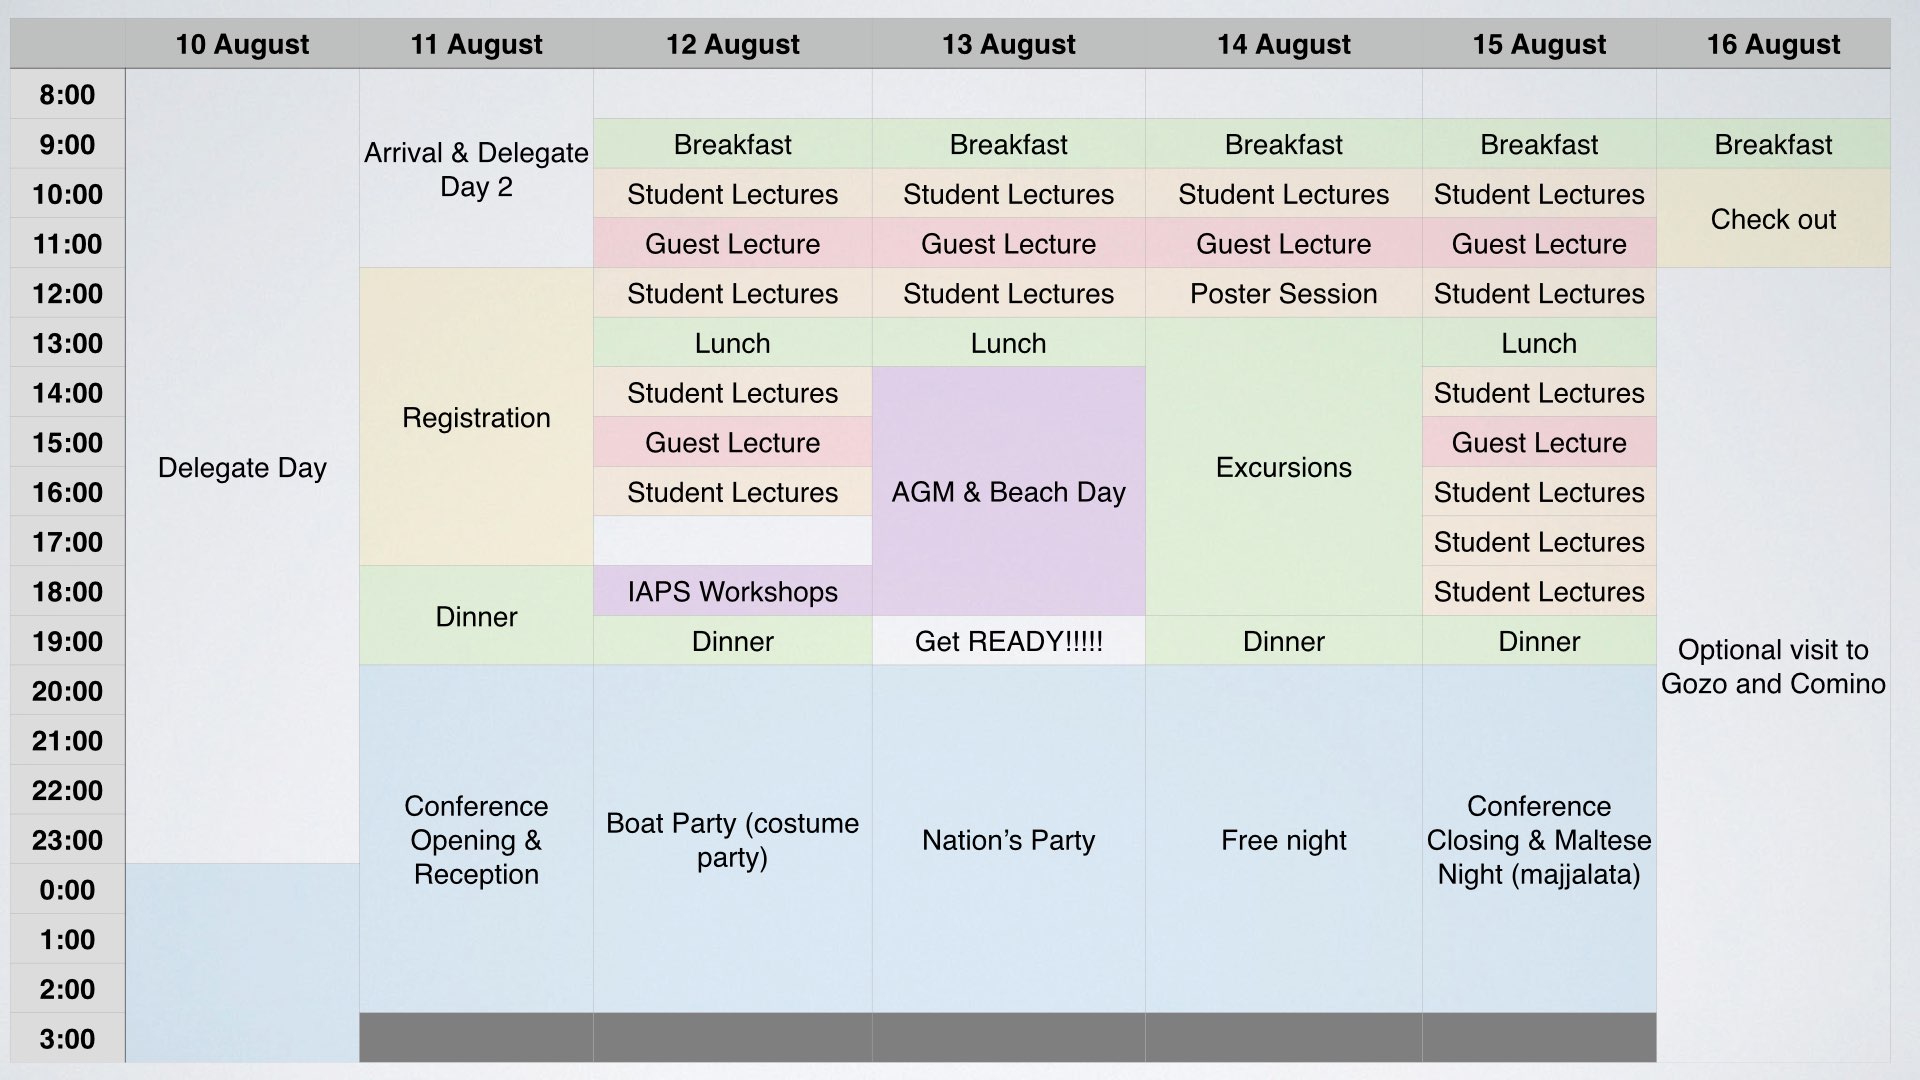 10 August 11 August 12 August 13 August 14 August 15 August 16 August
8:00
9:00 Breakfast Breakfast Breakfast Breakfast Breakfast
Arrival & Delegate
Day 2
10:00 Student Lectures Student Lectures Student Lectures Student Lectures
Check out
11:00 Guest Lecture Guest Lecture Guest Lecture Guest Lecture
12:00 Student Lectures Student Lectures Poster Session Student Lectures
13:00 Lunch Lunch Lunch
14:00 Student Lectures Student Lectures
Registration
15:00 Guest Lecture Guest Lecture
Delegate Day Excursions
16:00 Student Lectures AGM & Beach Day Student Lectures
17:00 Student Lectures
18:00 IAPS Workshops Student Lectures
Dinner
19:00 Dinner Get READY!!!!! Dinner Dinner
Optional visit to
Gozo and Comino
20:00
21:00
22:00
23:00
Conference
Opening &
Reception
Boat Party (costume
party)
Nation’s Party
Free night
Conference
Closing & Maltese
Night (majjalata)
0:00
1:00
2:00
3:00